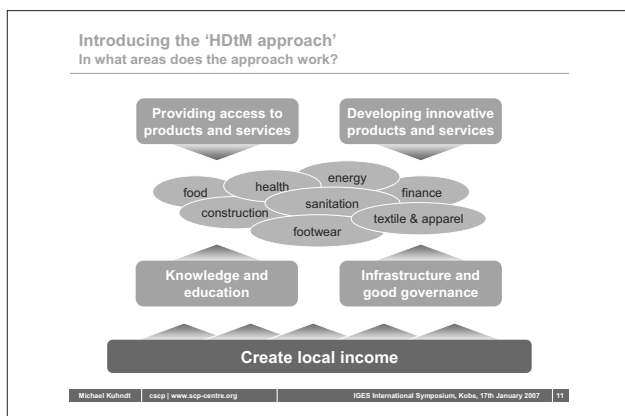 Introducing the ‘HDtM approach’
In what areas does the approach work?
Providing access to
products and services
Developing innovative
products and services
energy
food
health
finance
sanitation
construction
textile & apparel
footwear
Knowledge and
education
Infrastructure and
good governance
Create local income
Michael Kuhndt cscp | www.scp-centre.org IGES International Symposium, Kobe, 17th January 2007 11